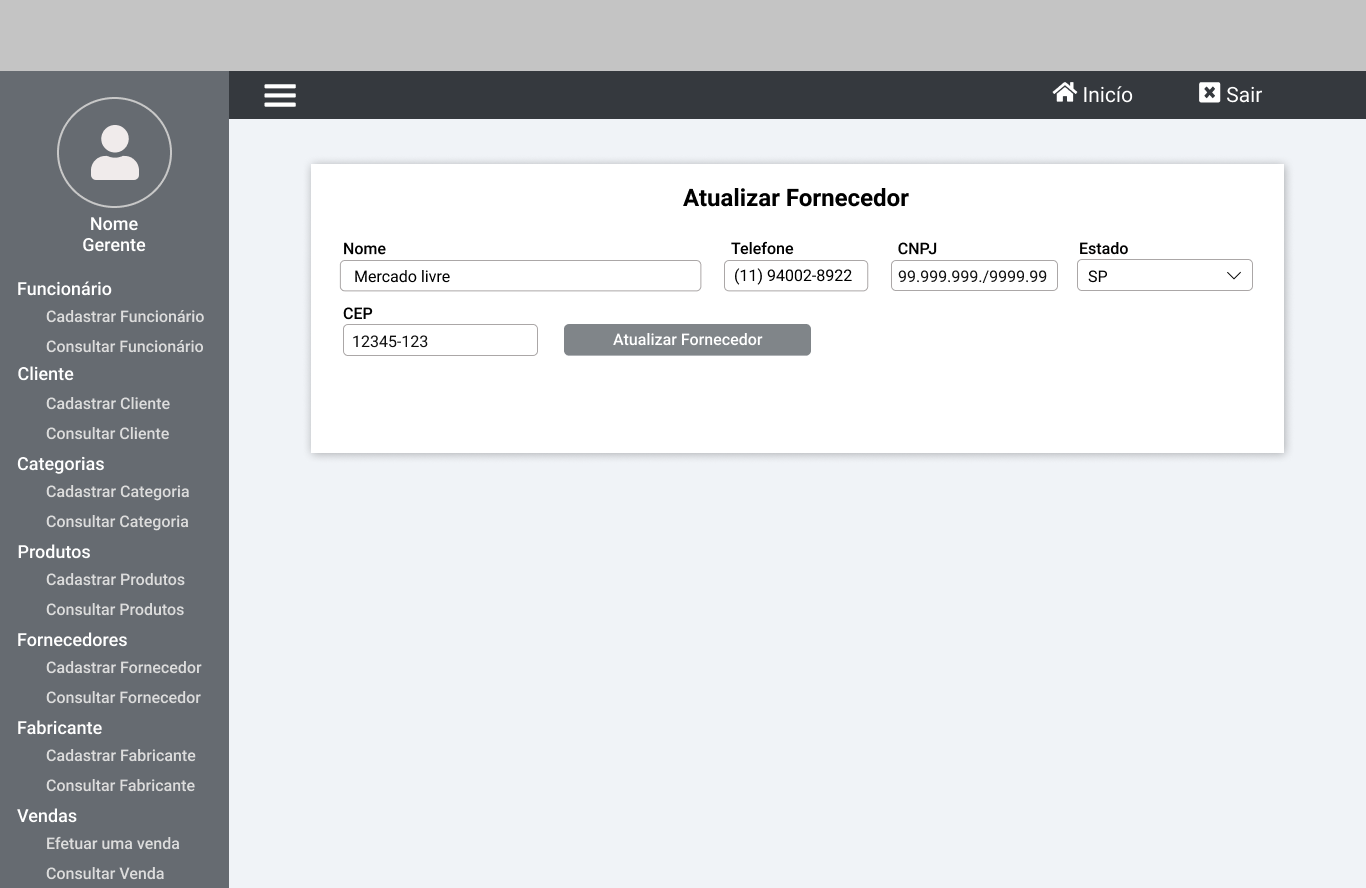 Inicío
Sair
Nome
Gerente
Funcionário
Cadastrar Funcionário
Consultar Funcionário
Cliente
Cadastrar Cliente
Consultar Cliente
Categorias
Cadastrar Categoria
Consultar Categoria
Produtos
Cadastrar Produtos
Consultar Produtos
Fornecedores
Cadastrar Fornecedor
Consultar Fornecedor
Fabricante
Cadastrar Fabricante
Consultar Fabricante
Vendas
Efetuar uma venda
Consultar Venda
Atualizar Fornecedor
Nome
Mercado livre
Telefone
(11) 94002-8922
CNPJ
99.999.999./9999.99
Estado
SP
CEP
12345-123
Atualizar Fornecedor